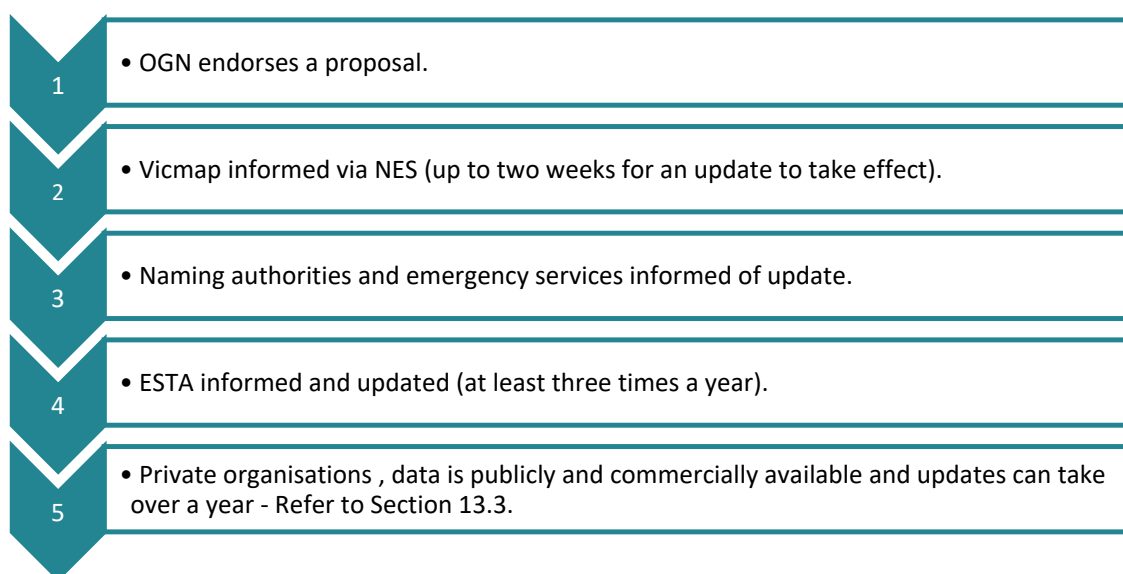 1
• OGN endorses a proposal.
2
• Vicmap informed via NES (up to two weeks for an update to take effect).
3
• Naming authorities and emergency services informed of update.
4
• ESTA informed and updated (at least three times a year).
5
• Private organisations , data is publicly and commercially available and updates can take
over a year - Refer to Section 13.3.